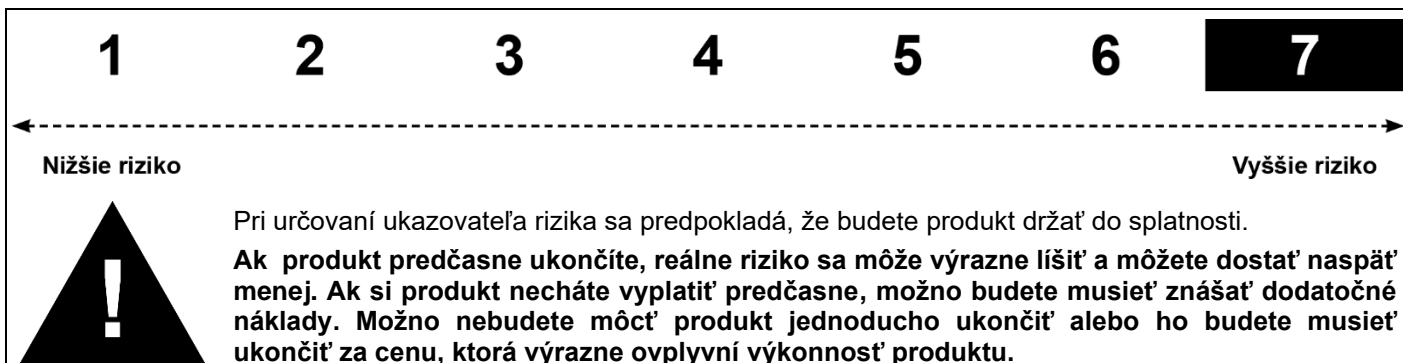 1 2 3 4 5 6 7
Nižšie riziko Vyššie riziko
Pri určovaní ukazovateľa rizika sa predpokladá, že budete produkt držať do splatnosti.
Ak produkt predčasne ukončíte, reálne riziko sa môže výrazne líšiť a môžete dostať naspäť
menej. Ak si produkt necháte vyplatiť predčasne, možno budete musieť znášať dodatočné
náklady. Možno nebudete môcť produkt jednoducho ukončiť alebo ho budete musieť
ukončiť za cenu, ktorá výrazne ovplyvní výkonnosť produktu.
!